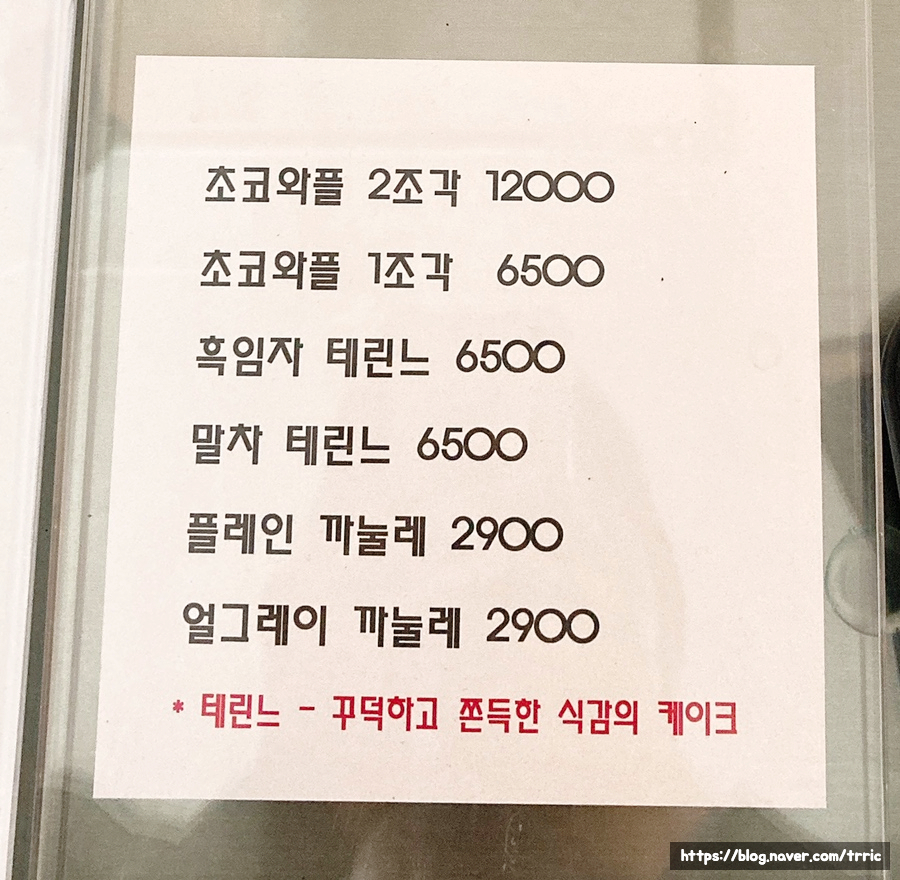 초코와플 2조각 12000
초코와플 1조각 6500
흑임자 테린느 6500
말차 테린느 6500
플레인 까눌레 2900
얼그레이 까눌레 2900
* 테린느 - 꾸덕하고 쫀득한 식감의 케이크
https://blog.naver.com/trric